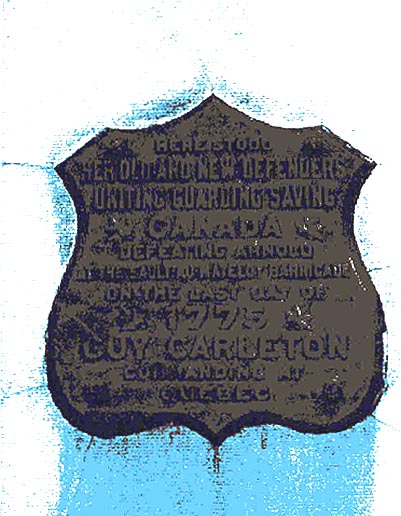 HERE STOOD
HER OLD AND NEW DEFENDERS
UNITING GUARDING SAVING
CANADA
DEFEATING ARNOLD
AT THE SAULT-AU-MATELOT BARRICADE
ON THE LAST DAY OF
1775
GUY CARLETON
COMMANDING AT
QUEBEC